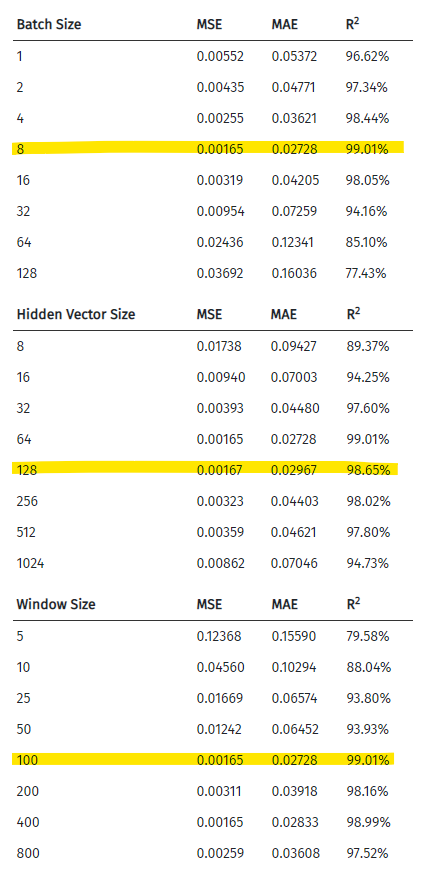 Batch Size MSE MAE R²
1 0.00552 0.05372 96.62%
2 0.00435 0.04771 97.34%
4 0.00255 0.03621 98.44%
8 0.00165 0.02728 99.01%
16 0.00319 0.04205 98.05%
32 0.00954 0.07259 94.16%
64 0.02436 0.12341 85.10%
128 0.03692 0.16036 77.43%
Hidden Vector Size MSE MAE R²
8 0.01738 0.09427 89.37%
16 0.00940 0.07003 94.25%
32 0.00393 0.04480 97.60%
64 0.00165 0.02728 99.01%
128 0.00167 0.02967 98.65%
256 0.00323 0.04403 98.02%
512 0.00359 0.04621 97.80%
1024 0.00862 0.07046 94.73%
Window Size MSE MAE R²
5 0.12368 0.15590 79.58%
10 0.04560 0.10294 88.04%
25 0.01669 0.06574 93.80%
50 0.01242 0.06452 93.93%
100 0.00165 0.02728 99.01%
200 0.00311 0.03918 98.16%
400 0.00165 0.02833 98.99%
800 0.00259 0.03608 97.52%